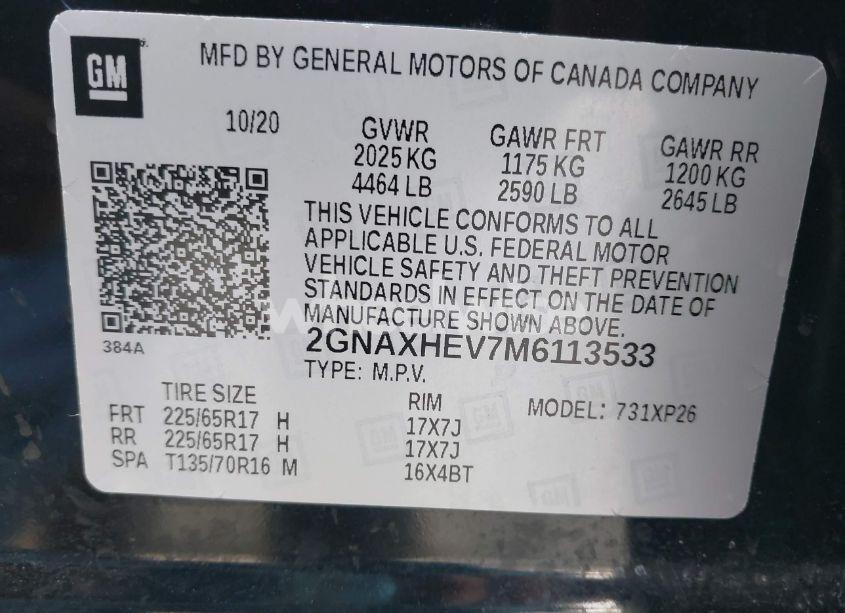 GM
MFD BY GENERAL MOTORS OF CANADA COMPANY
10/20
GVWR GAWR FRT GAWR RR
2025 KG 1175 KG 1200 KG
4464 LB 2590 LB 2645 LB
THIS VEHICLE CONFORMS TO ALL
APPLICABLE U.S. FEDERAL MOTOR
VEHICLE SAFETY AND THEFT PREVENTION
STANDARDS IN EFFECT ON THE DATE OF
MANUFACTURE SHOWN ABOVE.
384A
2GNAXHEV7M6113533
TYPE: M.P.V.
TIRE SIZE RIM MODEL: 731XP26
FRT 225/65R17 H 17X7J
RR 225/65R17 H 17X7J
SPA T135/70R16 M 16X4BT